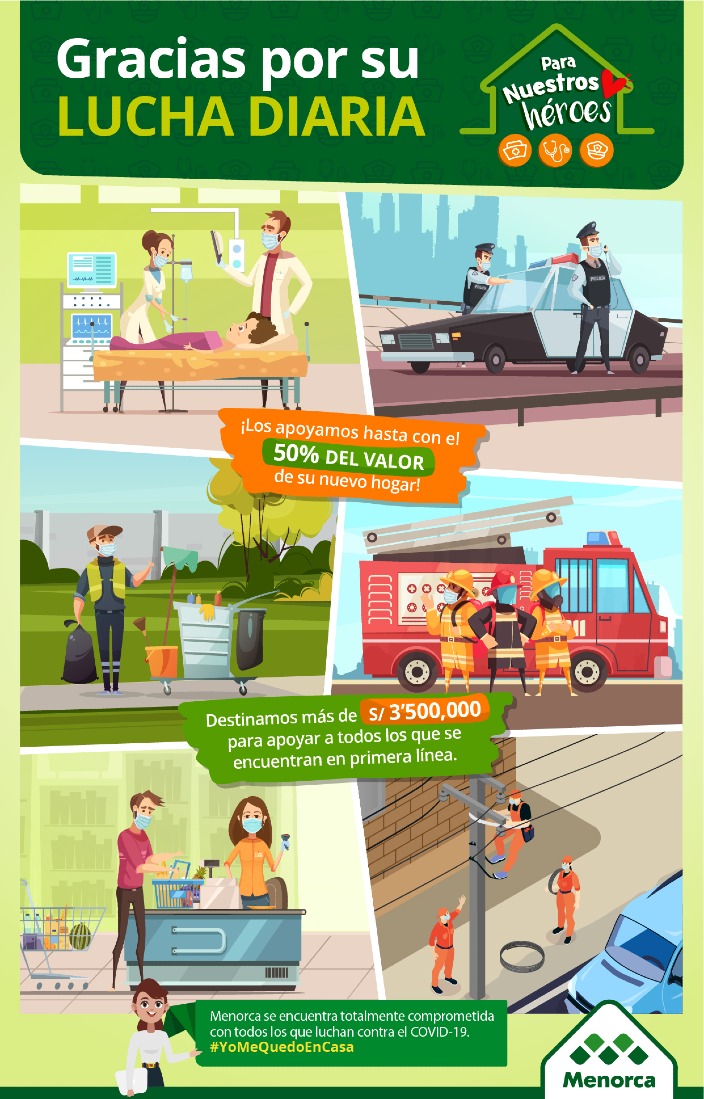 Gracias por su
LUCHA DIARIA
Para
Nuestros
héroes
¡Los apoyamos hasta con el
50% DEL VALOR
de su nuevo hogar!
Destinamos más de S/ 3'500,000
para apoyar a todos los que se
encuentran en primera línea.
Menorca se encuentra totalmente comprometida
con todos los que luchan contra el COVID-19.
#YoMeQuedoEnCasa
Menorca